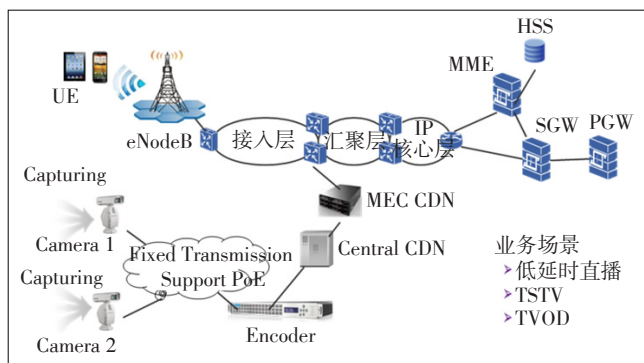 HSS
MME
UE
eNodeB
接入层
汇聚层
IP
核心层
SGW
PGW
Capturing
MEC CDN
Camera 1
Fixed Transmission
Support PoE
Central CDN
Capturing
Camera 2
Encoder
业务场景
➤低延时直播
➤TSTV
➤TVOD